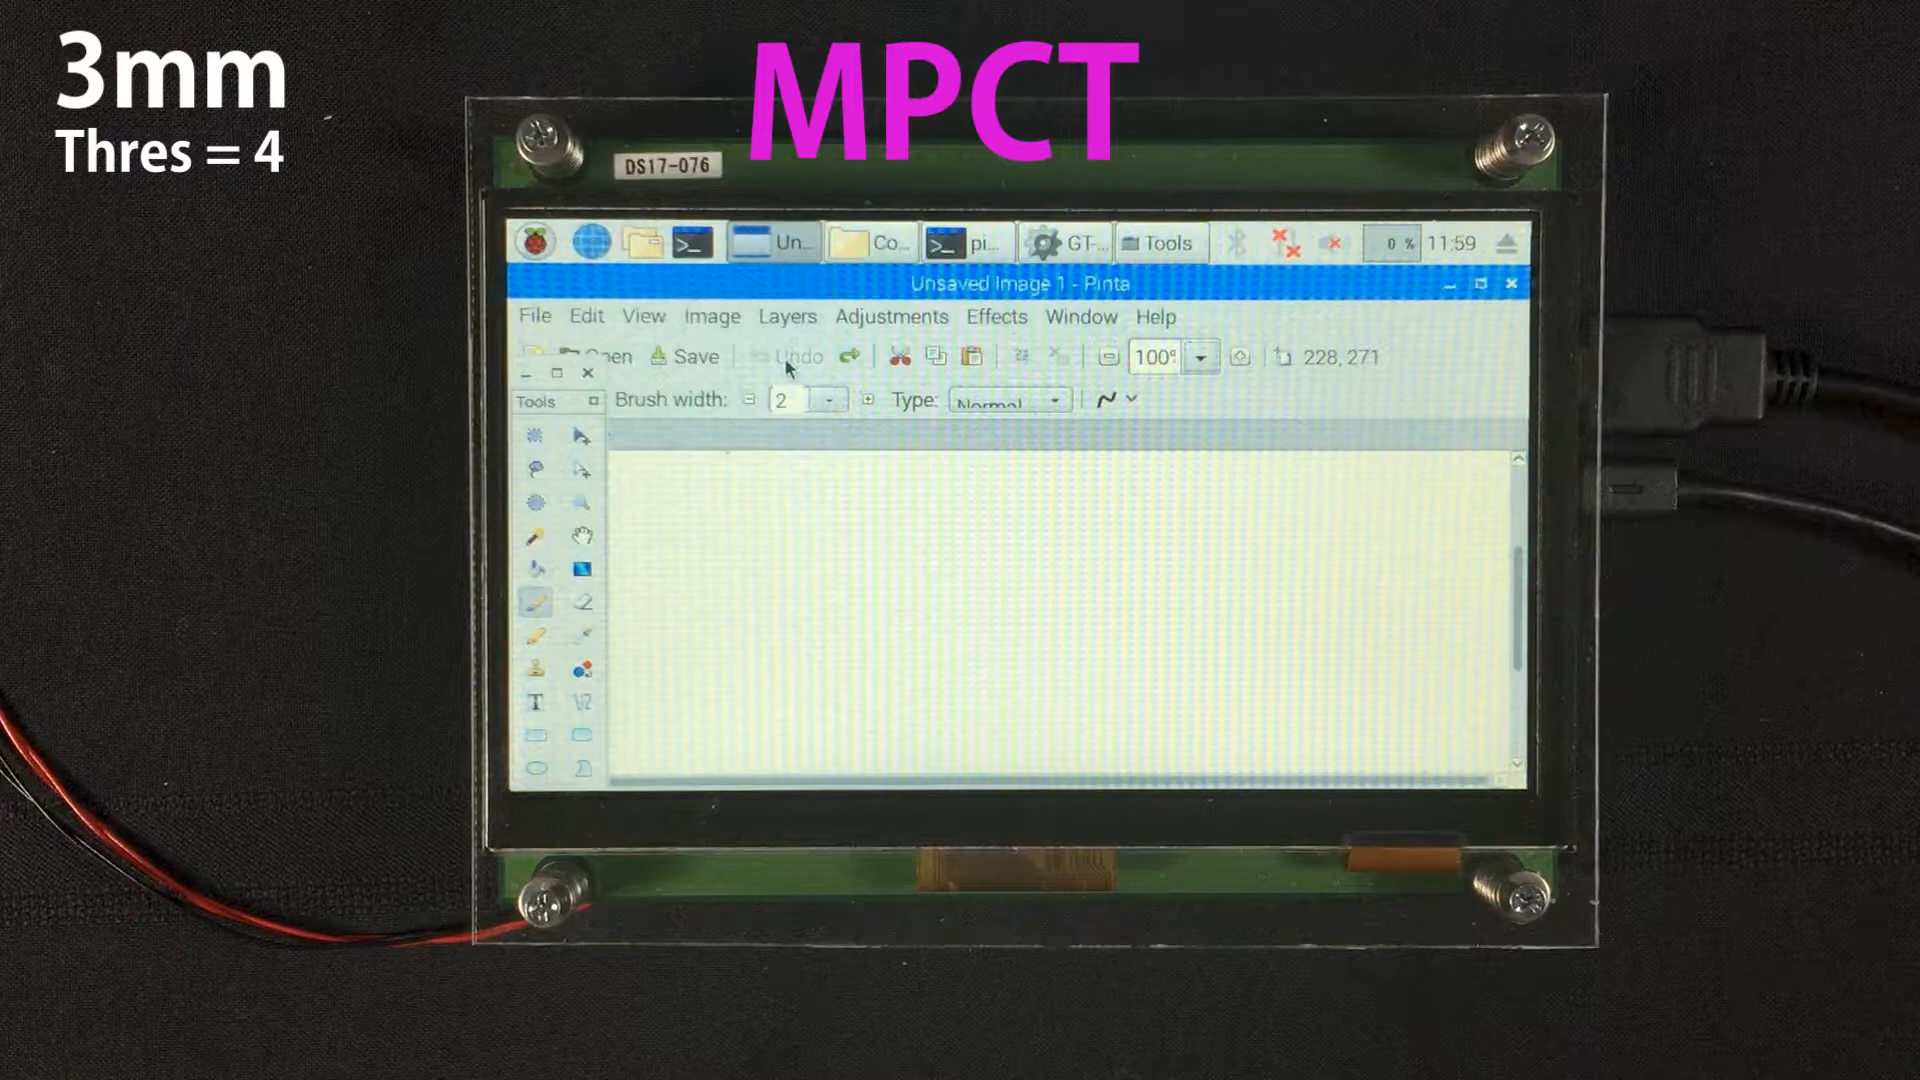 3mm
Thres = 4
MPCT
DS17-076
Un... Co... pi... GT-... Tools 0 % 11:59
Unsaved Image 1 - Pinta
File Edit View Image Layers Adjustments Effects Window Help
Save Undo 100% 228, 271
Tools Brush width: 2 Type: Normal